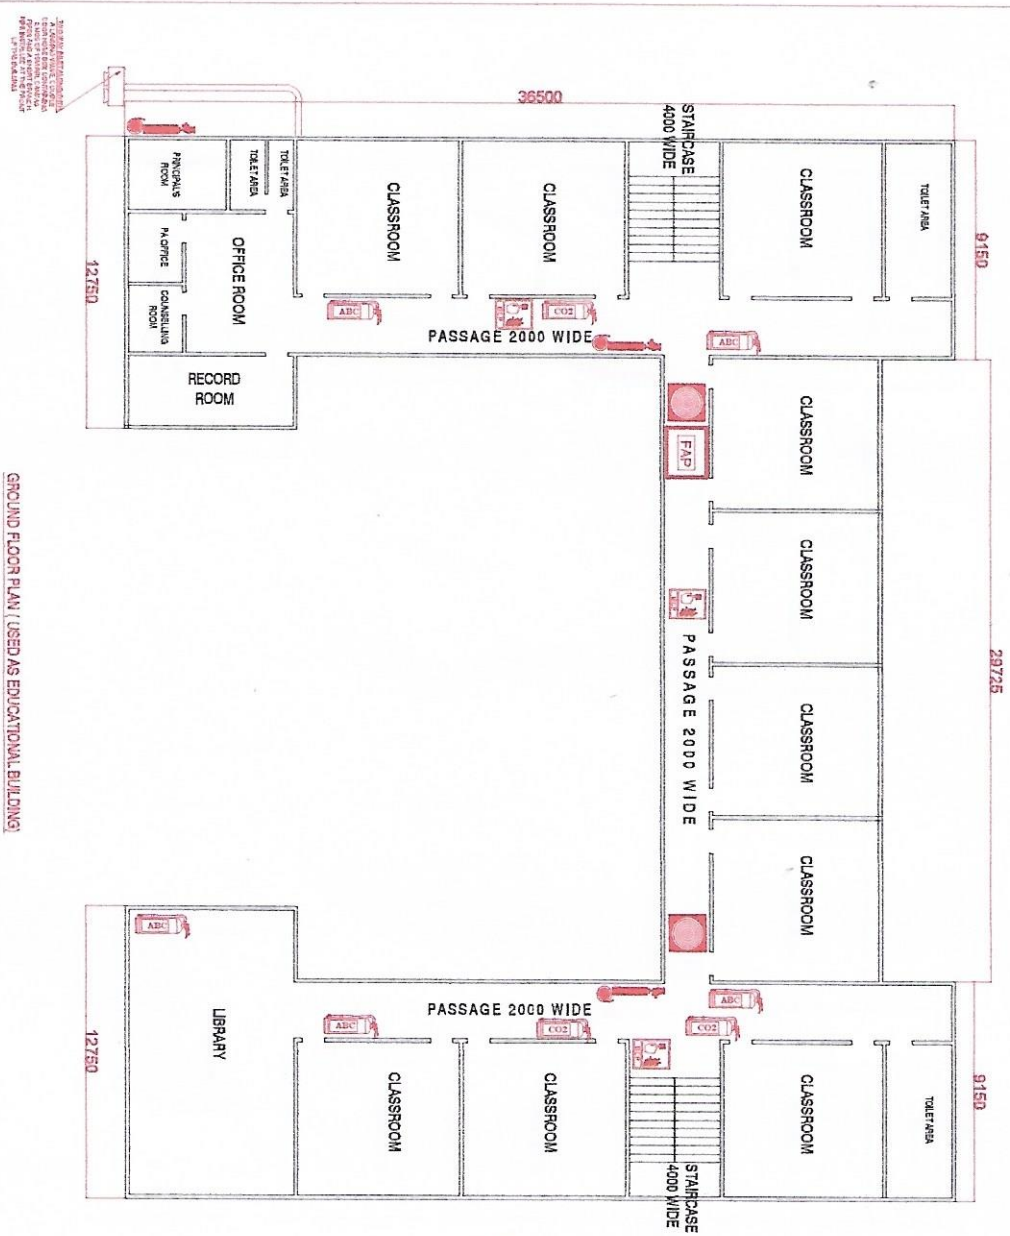 36500
STAIRCASE
4000 WIDE
PRINCIPAL'S
ROOM
TOILET AREA
TOILET AREA
CLASSROOM
CLASSROOM
CLASSROOM
TOILET AREA
9150
12750
PA OFFICE
OFFICE ROOM
COUNSELLING
ROOM
ABC
CO2
PASSAGE 2000 WIDE
ABC
RECORD
ROOM
CLASSROOM
FAP
CLASSROOM
PASSAGE 2000 WIDE
29725
CLASSROOM
CLASSROOM
GROUND FLOOR PLAN ( USED AS EDUCATIONAL BUILDING)
ABC
LIBRARY
PASSAGE 2000 WIDE
ABC
ABC
CO2
CO2
12750
CLASSROOM
CLASSROOM
CLASSROOM
TOILET AREA
9150
STAIRCASE
4000 WIDE